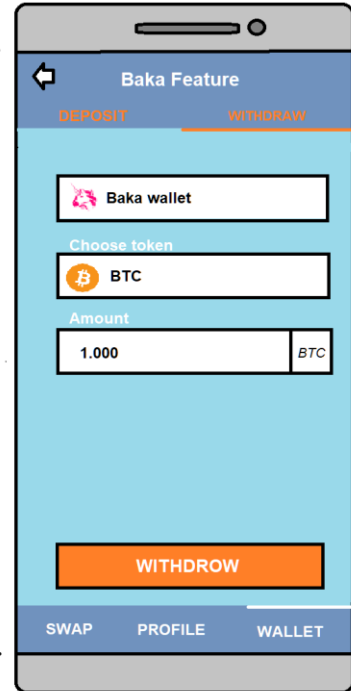 Baka Feature
DEPOSIT WITHDRAW
Baka wallet
Choose token
BTC
Amount
1.000 BTC
WITHDROW
SWAP PROFILE WALLET